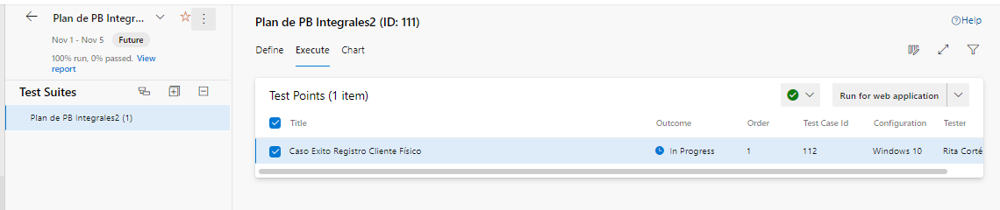 Plan de PB Integr...
Nov 1 - Nov 5 Future
100% run, 0% passed. View
report
Test Suites
Plan de PB Integrales2 (1)
Plan de PB Integrales2 (ID: 111)
Help
Define Execute Chart
Test Points (1 item)
Run for web application
Title Outcome Order Test Case Id Configuration Tester
Caso Exito Registro Cliente Físico In Progress 1 112 Windows 10 Rita Corté